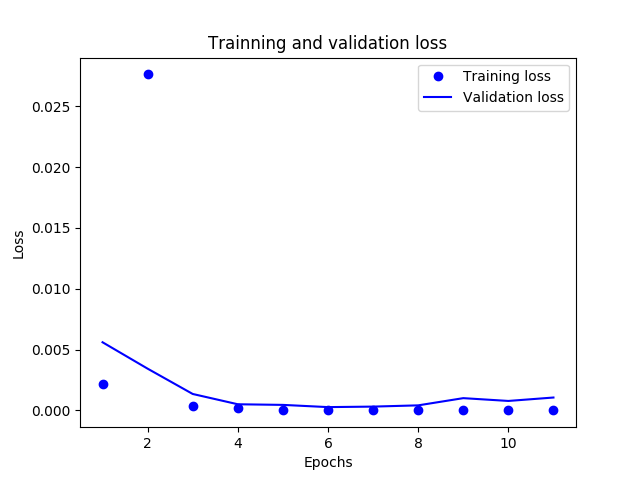 Trainning and validation loss
Training loss
Validation loss
0.025
0.020
0.015
0.010
0.005
0.000
Loss
2
4
6
8
10
Epochs